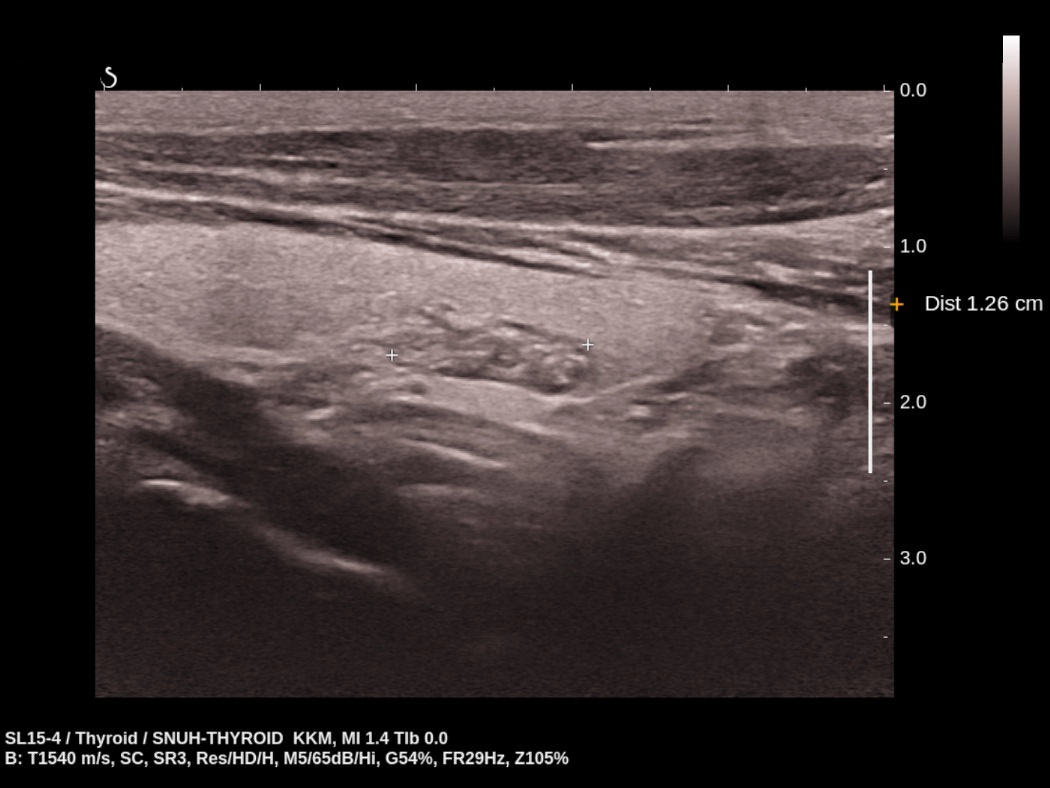 S
0.0
1.0
Dist 1.26 cm
2.0
3.0
SL15-4 / Thyroid / SNUH-THYROID KKM, MI 1.4 TIb 0.0
B: T1540 m/s, SC, SR3, Res/HD/H, M5/65dB/Hi, G54%, FR29Hz, Z105%